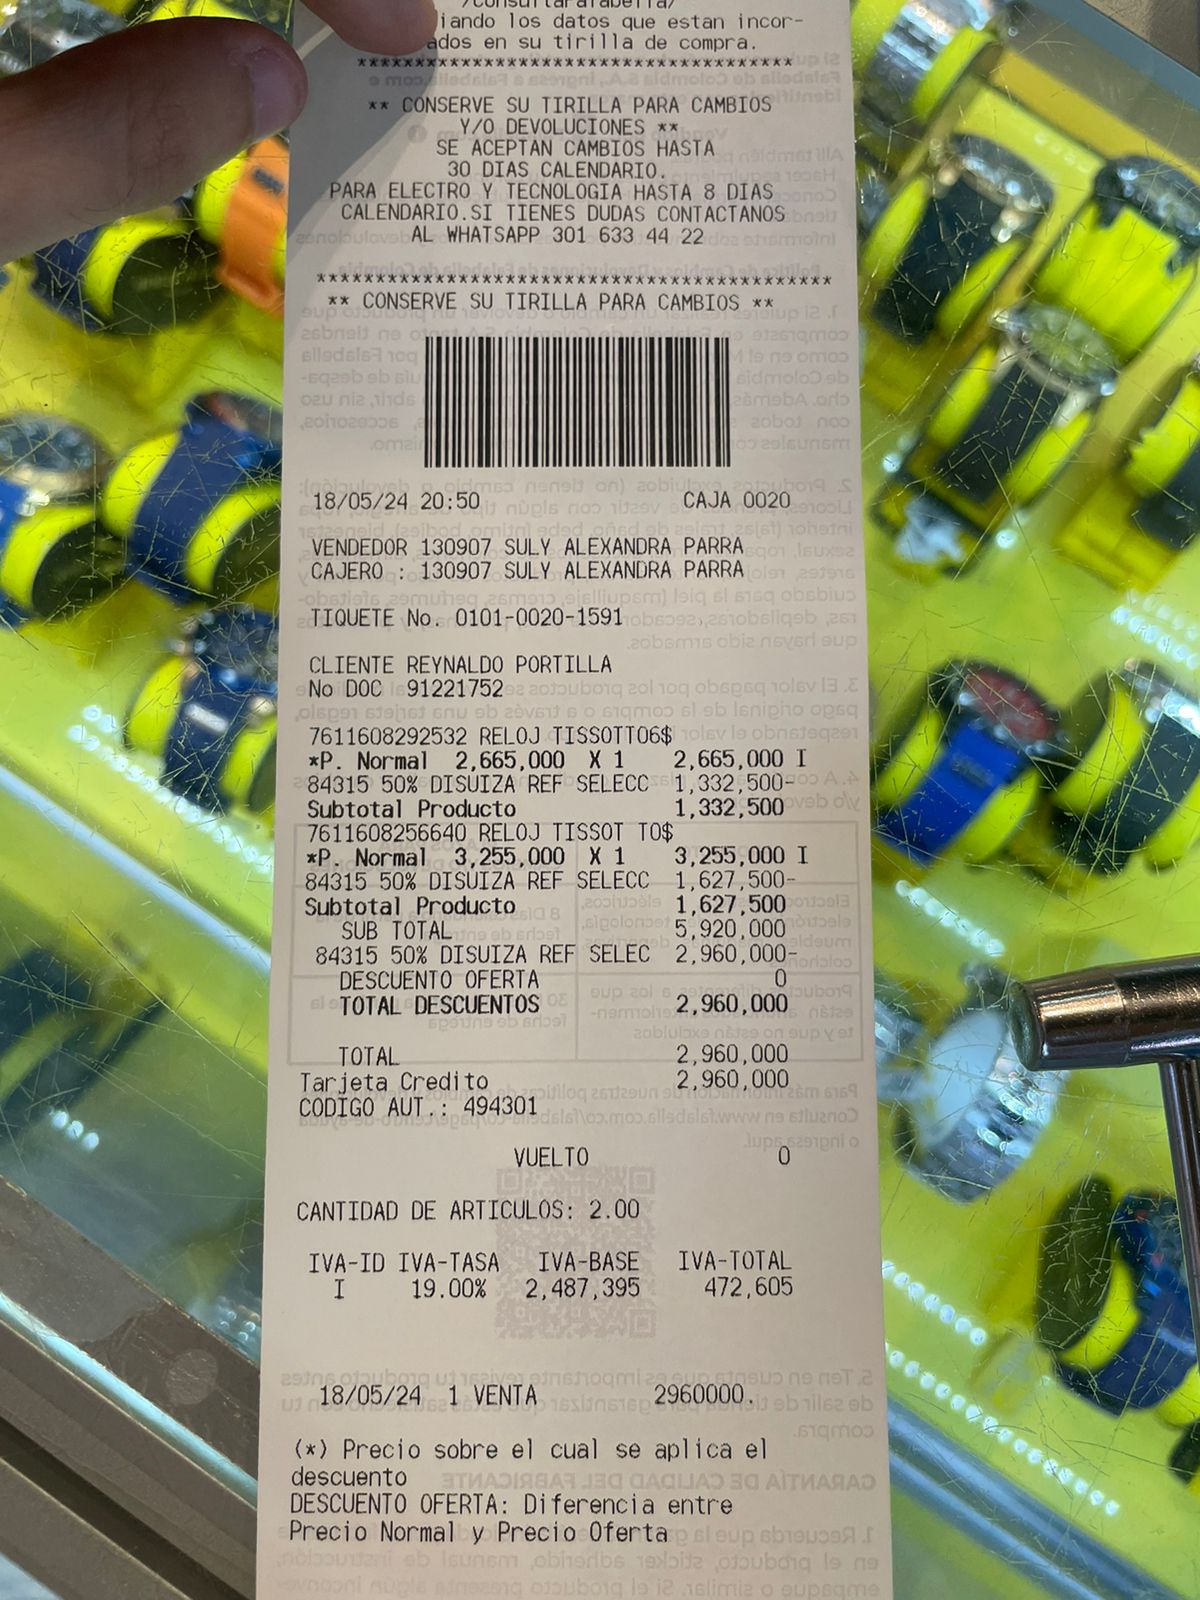 /consultafalabella/
iando los datos que estan incor-
ados en su tirilla de compra.
*************************************
** CONSERVE SU TIRILLA PARA CAMBIOS
Y/O DEVOLUCIONES **
SE ACEPTAN CAMBIOS HASTA
30 DIAS CALENDARIO.
PARA ELECTRO Y TECNOLOGIA HASTA 8 DIAS
CALENDARIO.SI TIENES DUDAS CONTACTANOS
AL WHATSAPP 301 633 44 22
********************************************
** CONSERVE SU TIRILLA PARA CAMBIOS **
18/05/24 20:50 CAJA 0020
VENDEDOR 130907 SULY ALEXANDRA PARRA
CAJERO : 130907 SULY ALEXANDRA PARRA
TIQUETE No. 0101-0020-1591
CLIENTE REYNALDO PORTILLA
No DOC 91221752
7611608292532 RELOJ TISSOTT06$
*P. Normal 2,665,000 X 1 2,665,000 I
84315 50% DISUIZA REF SELECC 1,332,500-
Subtotal Producto 1,332,500
7611608256640 RELOJ TISSOT T0$
*P. Normal 3,255,000 X 1 3,255,000 I
84315 50% DISUIZA REF SELECC 1,627,500-
Subtotal Producto 1,627,500
SUB TOTAL 5,920,000
84315 50% DISUIZA REF SELEC 2,960,000-
DESCUENTO OFERTA 0
TOTAL DESCUENTOS 2,960,000
TOTAL 2,960,000
Tarjeta Credito 2,960,000
CODIGO AUT.: 494301
VUELTO 0
CANTIDAD DE ARTICULOS: 2.00
IVA-ID IVA-TASA IVA-BASE IVA-TOTAL
I 19.00% 2,487,395 472,605
18/05/24 1 VENTA 2960000.
(*) Precio sobre el cual se aplica el
descuento
DESCUENTO OFERTA: Diferencia entre
Precio Normal y Precio Oferta